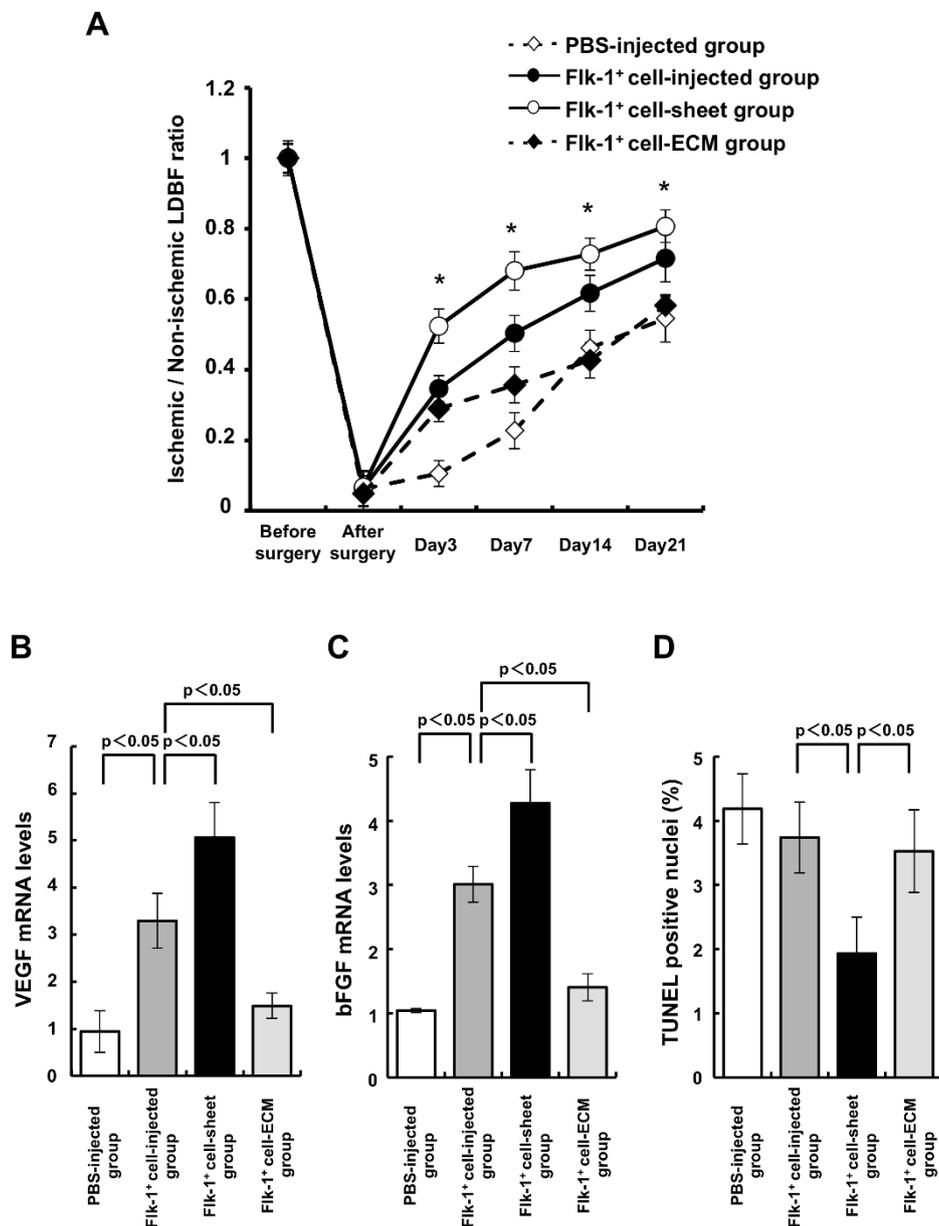 A
PBS-injected group
Flk-1⁺ cell-injected group
Flk-1⁺ cell-sheet group
Flk-1⁺ cell-ECM group
Ischemic / Non-ischemic LDBF ratio
1.2
1
0.8
0.6
0.4
0.2
0
*
*
*
*
Before
surgery
After
surgery
Day3
Day7
Day14
Day21
B
p<0.05
p<0.05 p<0.05
VEGF mRNA levels
7
6
5
4
3
2
1
0
PBS-injected
group
Flk-1⁺ cell-injected
group
Flk-1⁺ cell-sheet
group
Flk-1⁺ cell-ECM
group
C
p<0.05
p<0.05 p<0.05
bFGF mRNA levels
5
4
3
2
1
0
PBS-injected
group
Flk-1⁺ cell-injected
group
Flk-1⁺ cell-sheet
group
Flk-1⁺ cell-ECM
group
D
p<0.05 p<0.05
TUNEL positive nuclei (%)
5
4
3
2
1
0
PBS-injected
group
Flk-1⁺ cell-injected
group
Flk-1⁺ cell-sheet
group
Flk-1⁺ cell-ECM
group